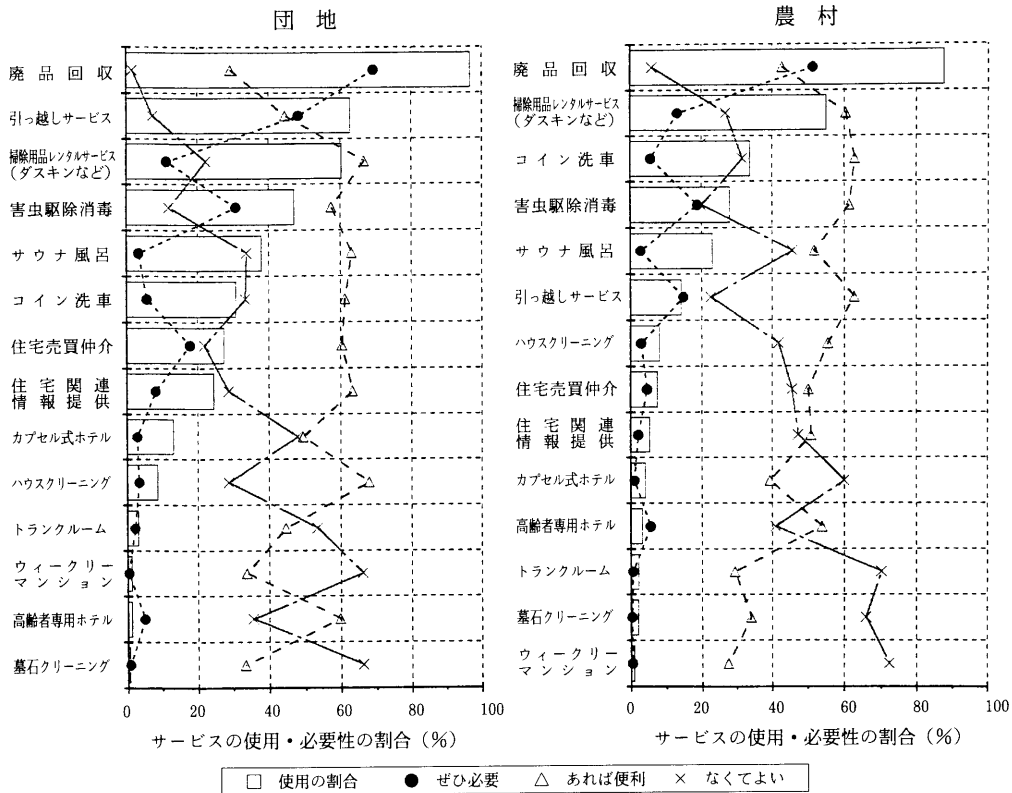 団地
廃品回収
引っ越しサービス
掃除用品レンタルサービス
(ダスキンなど)
害虫駆除消毒
サウナ風呂
コイン洗車
住宅売買仲介
住宅関連
情報提供
カプセル式ホテル
ハウスクリーニング
トランクルーム
ウィークリー
マンション
高齢者専用ホテル
墓石クリーニング
0 20 40 60 80 100
サービスの使用・必要性の割合(%)
農村
廃品回収
掃除用品レンタルサービス
(ダスキンなど)
コイン洗車
害虫駆除消毒
サウナ風呂
引っ越しサービス
ハウスクリーニング
住宅売買仲介
住宅関連
情報提供
カプセル式ホテル
高齢者専用ホテル
トランクルーム
墓石クリーニング
ウィークリー
マンション
0 20 40 60 80 100
サービスの使用・必要性の割合(%)
使用の割合 ぜひ必要 あれば便利 なくてよい